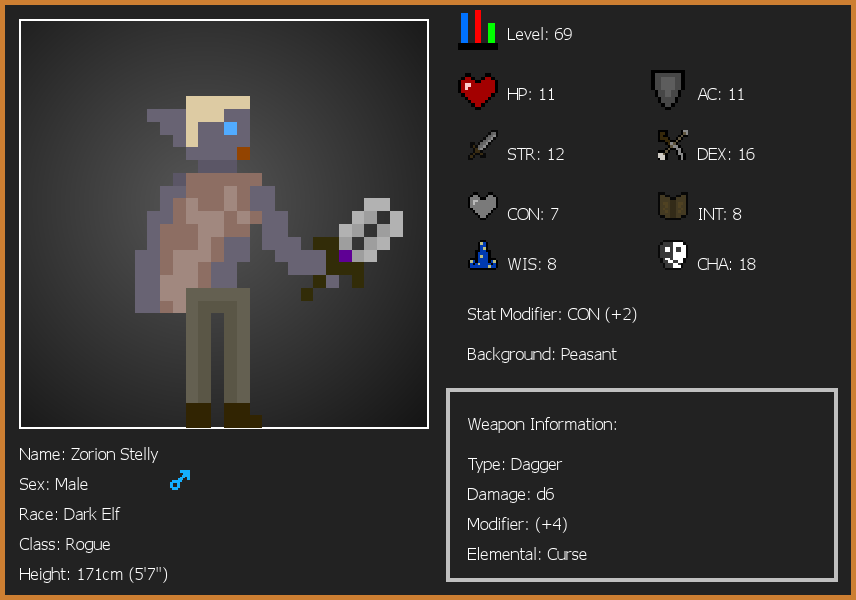 Level: 69
HP: 11
AC: 11
STR: 12
DEX: 16
CON: 7
INT: 8
WIS: 8
CHA: 18
Stat Modifier: CON (+2)
Background: Peasant
Weapon Information:
Type: Dagger
Damage: d6
Modifier: (+4)
Elemental: Curse
Name: Zorion Stelly
Sex: Male
Race: Dark Elf
Class: Rogue
Height: 171cm (5'7")